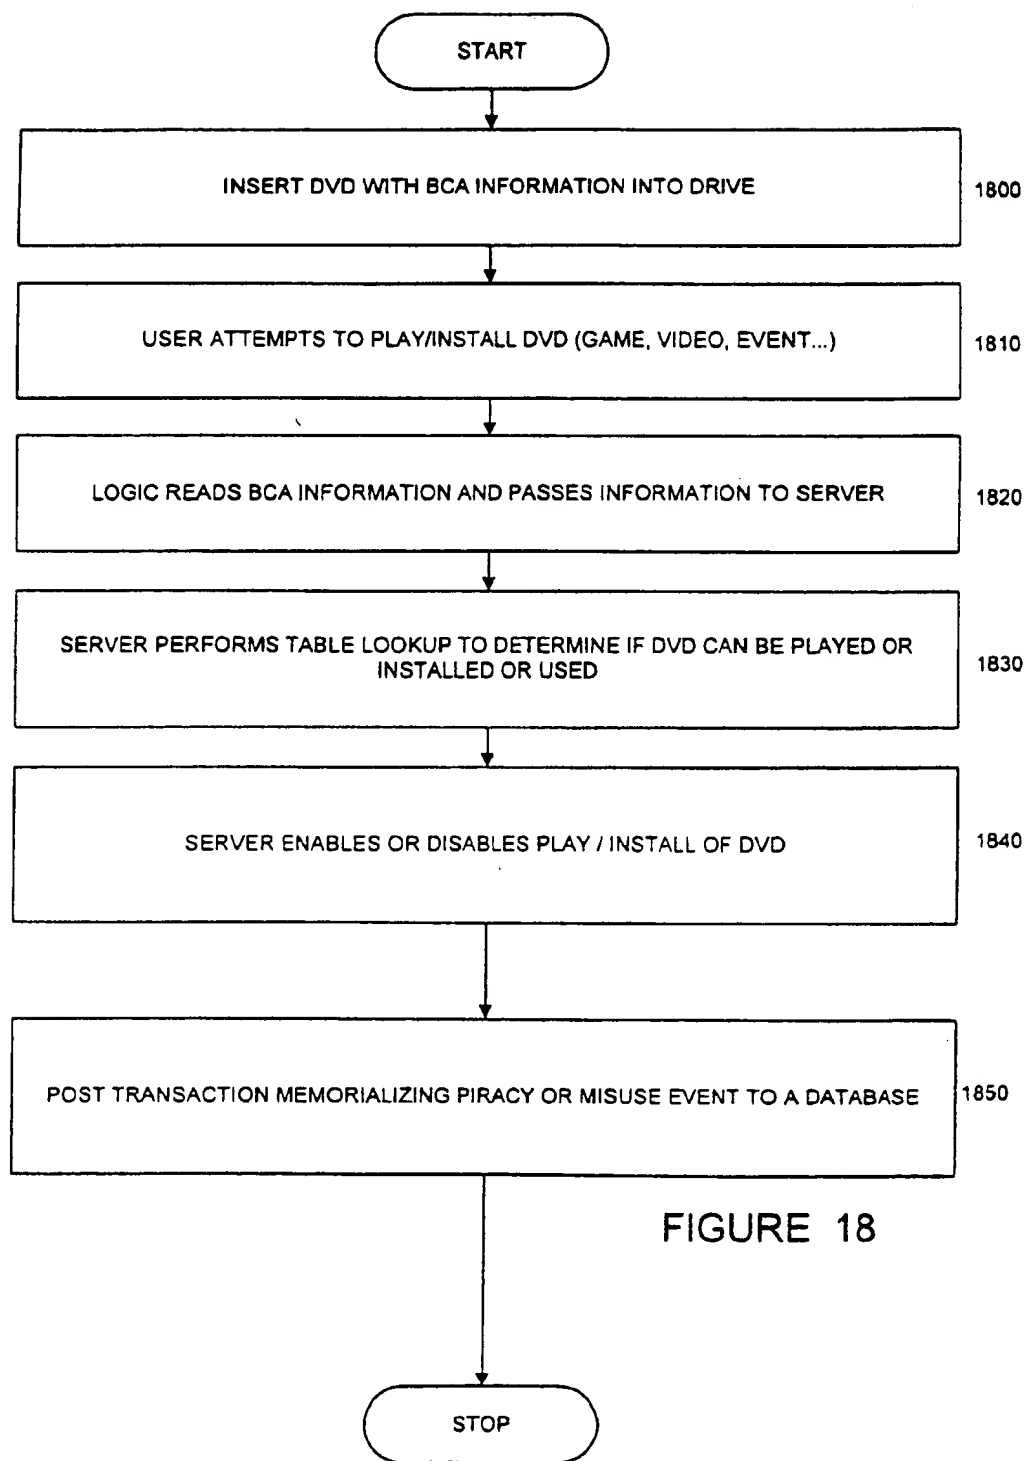 START
INSERT DVD WITH BCA INFORMATION INTO DRIVE
1800
USER ATTEMPTS TO PLAY/INSTALL DVD (GAME, VIDEO, EVENT...)
1810
LOGIC READS BCA INFORMATION AND PASSES INFORMATION TO SERVER
1820
SERVER PERFORMS TABLE LOOKUP TO DETERMINE IF DVD CAN BE PLAYED OR
INSTALLED OR USED
1830
SERVER ENABLES OR DISABLES PLAY / INSTALL OF DVD
1840
POST TRANSACTION MEMORIALIZING PIRACY OR MISUSE EVENT TO A DATABASE
1850
FIGURE 18
STOP